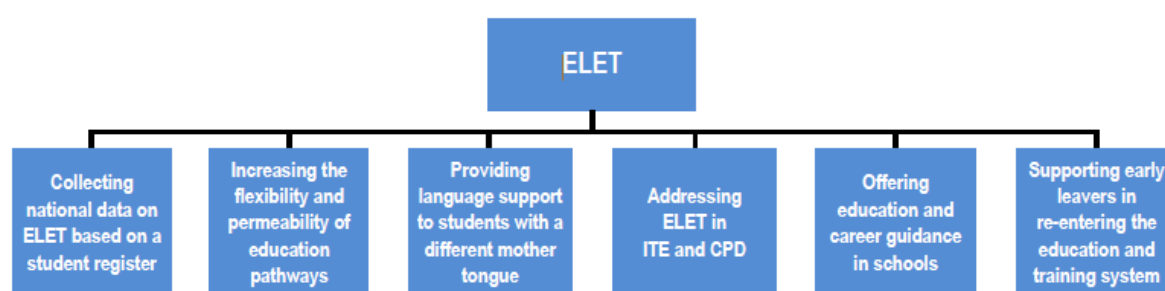 ELET
Collecting
national data on
ELET based on a
student register
Increasing the
flexibility and
permeability of
education
pathways
Providing
language support
to students with a
different mother
tongue
Addressing
ELET in
ITE and CPD
Offering
education and
career guidance
in schools
Supporting early
leavers in
re-entering the
education and
training system